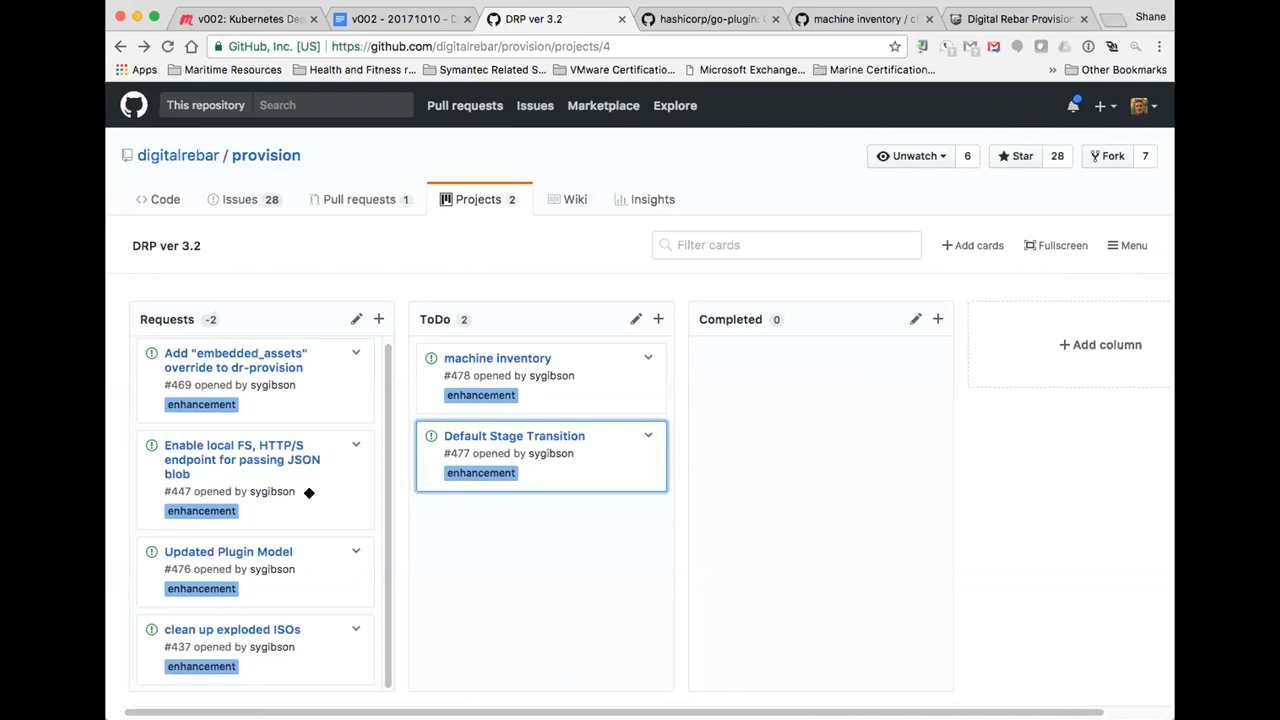 v002: Kubernetes Dep
v002 - 20171010 - D
DRP ver 3.2
hashicorp/go-plugin: G
machine inventory / cl
Digital Rebar Provision
Shane
GitHub, Inc. [US] https://github.com/digitalrebar/provision/projects/4
Apps
Maritime Resources
Health and Fitness r...
Symantec Related S...
VMware Certificatio...
Microsoft Exchange...
Marine Certification...
»
Other Bookmarks
This repository
Search
Pull requests
Issues
Marketplace
Explore
digitalrebar / provision
Unwatch 6
Star 28
Fork 7
Code
Issues 28
Pull requests 1
Projects 2
Wiki
Insights
DRP ver 3.2
Filter cards
Add cards
Fullscreen
Menu
Requests -2
Add "embedded_assets"
override to dr-provision
#469 opened by sygibson
enhancement
Enable local FS, HTTP/S
endpoint for passing JSON
blob
#447 opened by sygibson
enhancement
Updated Plugin Model
#476 opened by sygibson
enhancement
clean up exploded ISOs
#437 opened by sygibson
enhancement
ToDo 2
machine inventory
#478 opened by sygibson
enhancement
Default Stage Transition
#477 opened by sygibson
enhancement
Completed 0
Add column